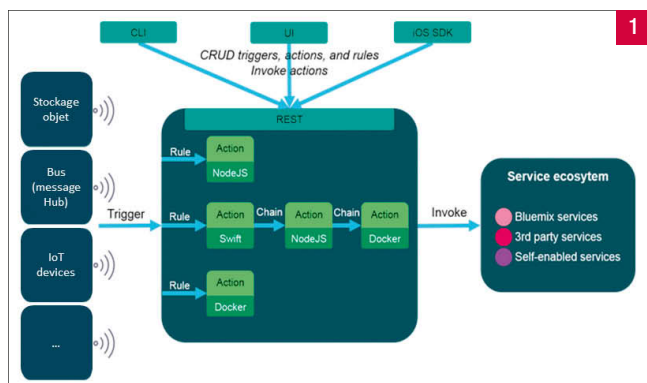 1
CLI
UI
iOS SDK
CRUD triggers, actions, and rules
Invoke actions
REST
Stockage
objet
Bus
(message
Hub)
IoT
devices
...
Trigger
Rule
Action
NodeJS
Rule
Action
Swift
Chain
Action
NodeJS
Chain
Action
Docker
Rule
Action
Docker
Invoke
Service ecosytem
Bluemix services
3rd party services
Self-enabled services